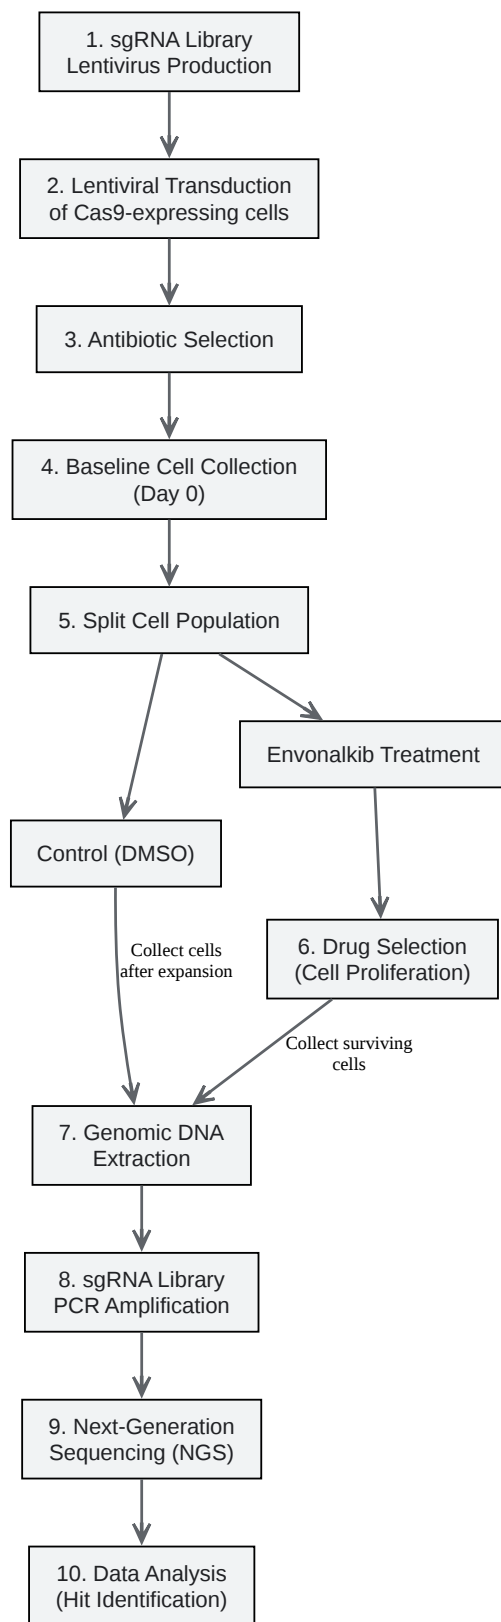 1. sgRNA Library
Lentivirus Production
2. Lentiviral Transduction
of Cas9-expressing cells
3. Antibiotic Selection
4. Baseline Cell Collection
(Day 0)
5. Split Cell Population
Envonalkib Treatment
Control (DMSO)
Collect cells
after expansion
6. Drug Selection
(Cell Proliferation)
Collect surviving
cells
7. Genomic DNA
Extraction
8. sgRNA Library
PCR Amplification
9. Next-Generation
Sequencing (NGS)
10. Data Analysis
(Hit Identification)